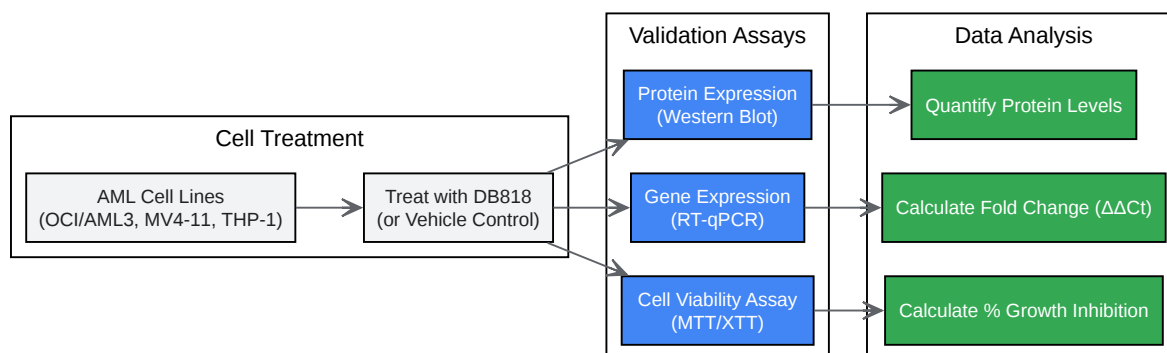 Cell Treatment
AML Cell Lines
(OCI/AML3, MV4-11, THP-1)
Treat with DB818
(or Vehicle Control)
Validation Assays
Protein Expression
(Western Blot)
Gene Expression
(RT-qPCR)
Cell Viability Assay
(MTT/XTT)
Data Analysis
Quantify Protein Levels
Calculate Fold Change (ΔΔCt)
Calculate % Growth Inhibition